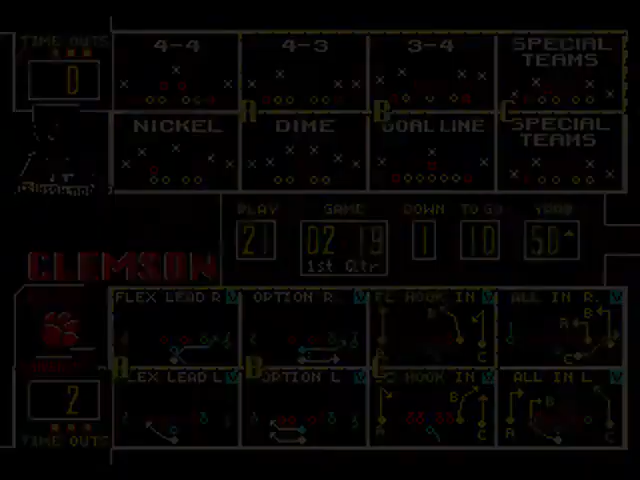 TIME OUTS
0
4-4
4-3
3-4
SPECIAL
TEAMS
A
B
C
NICKEL
DIME
GOAL LINE
SPECIAL
TEAMS
PLAY
GAME
DOWN
TO GO
YARD
21
02 19
1
10
50
1st Qtr
CLEMSON
FLEX LEAD R
OPTION R
FL HOOK IN
ALL IN R.
B
R
B
C
C
A
B
C
FLEX LEAD L
OPTION L
HOOK IN
ALL IN L
B
B
A
C
A
C
2
TIME OUTS